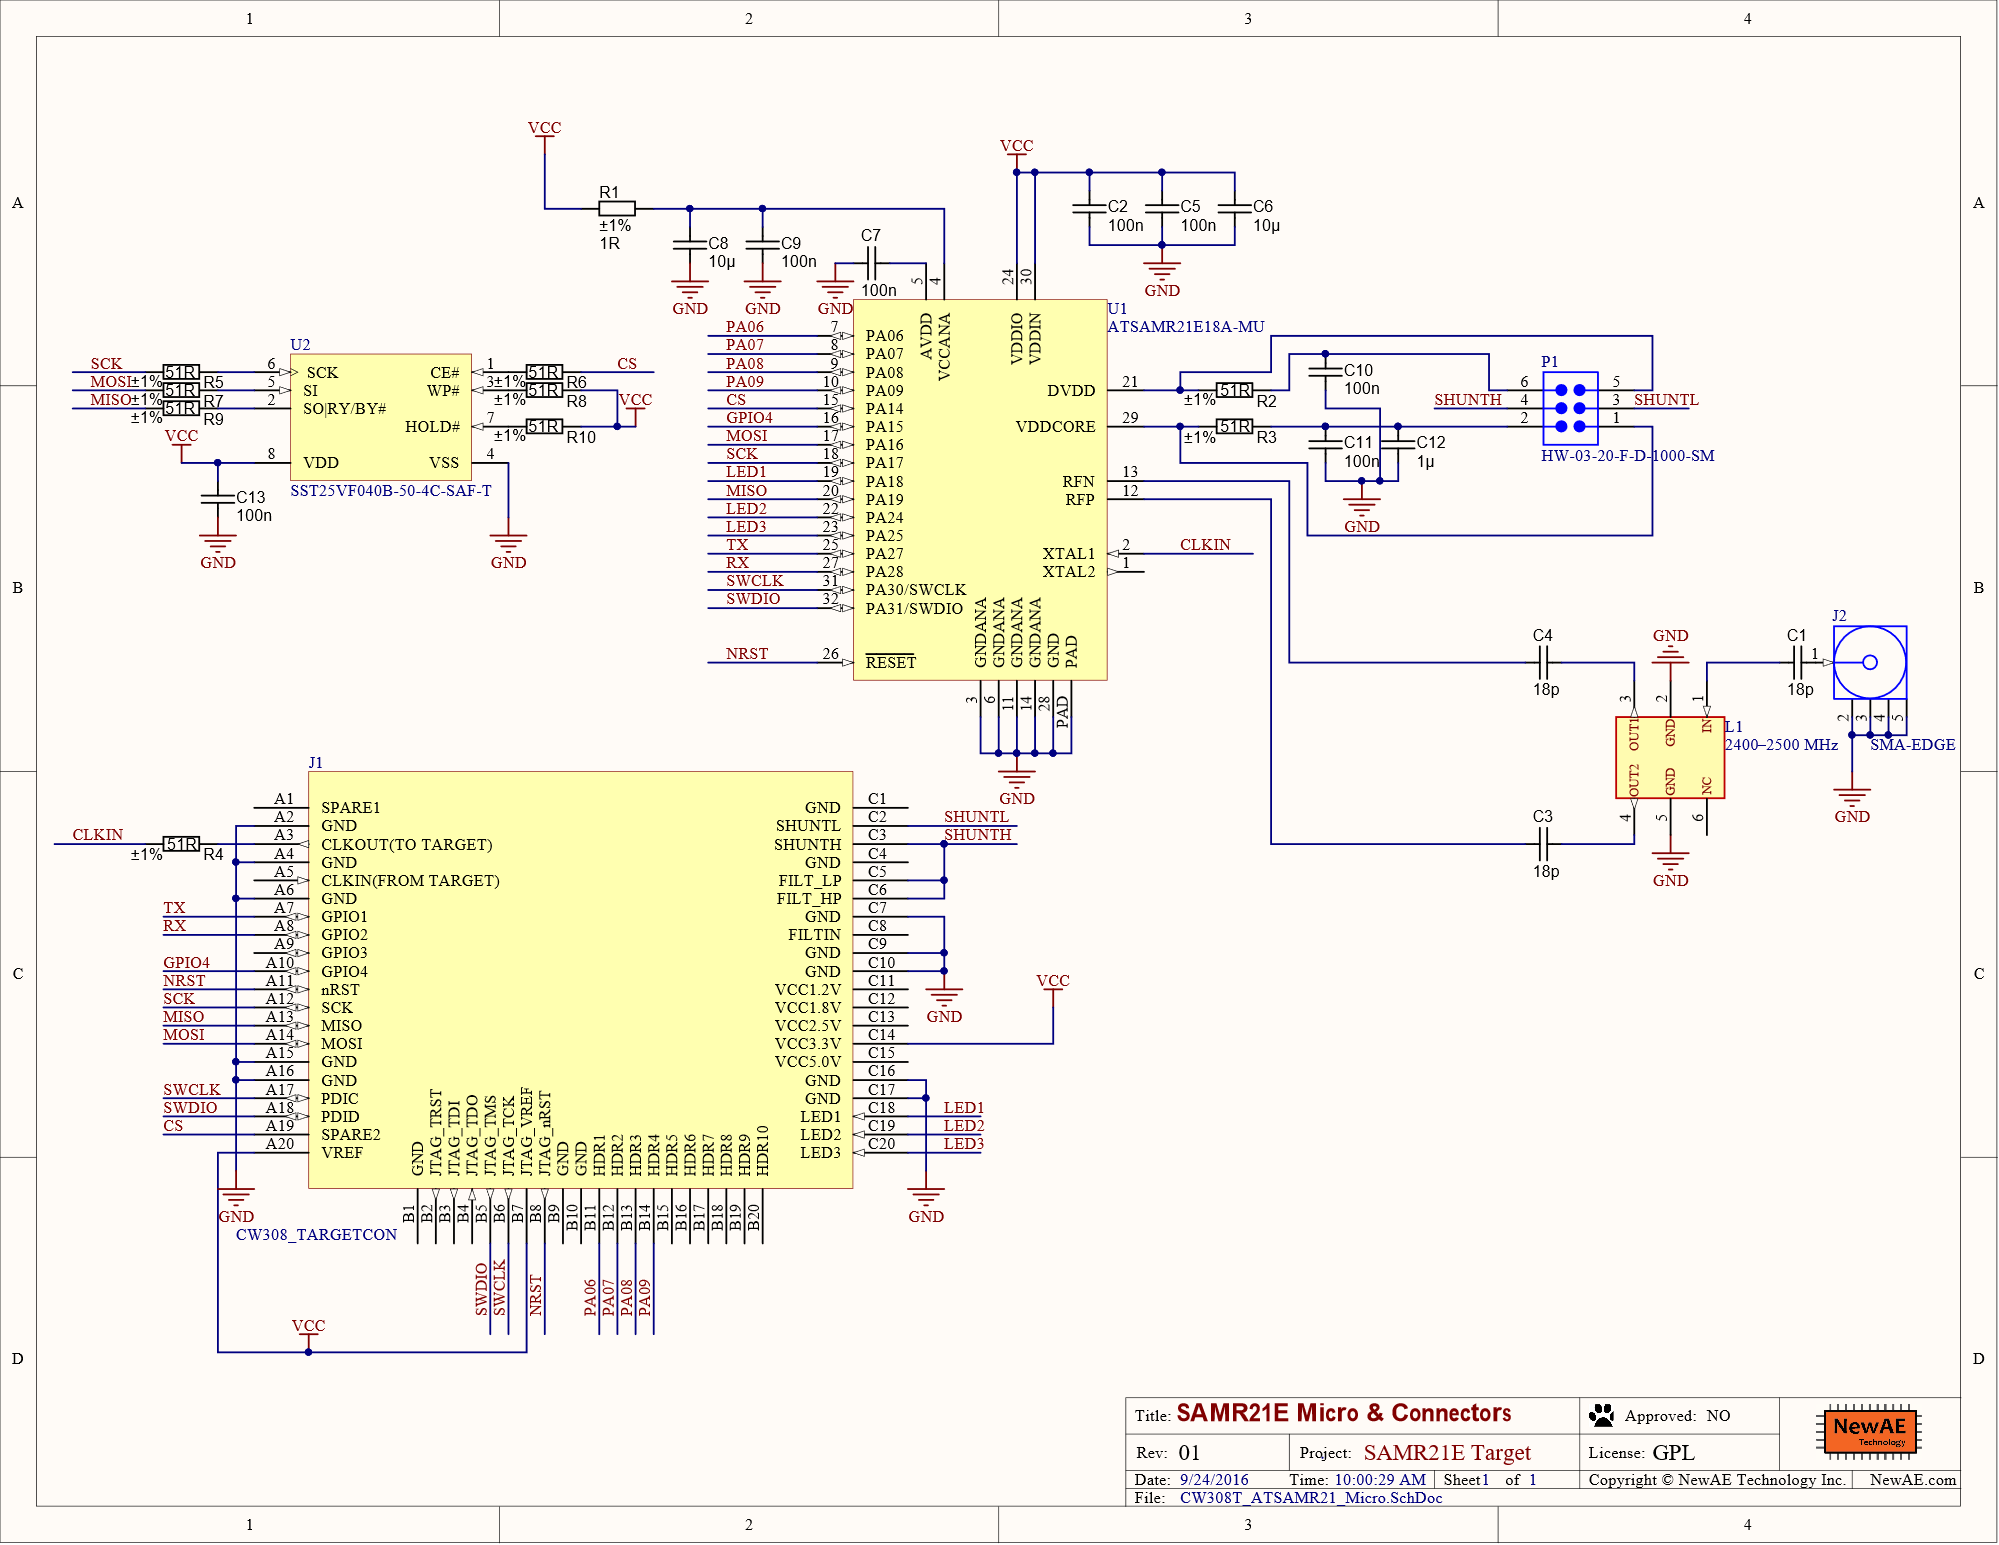 1 2 3 4
A A
B B
C C
D D
1 2 3 4
VCC
R1
±1%
1R
C8
10µ
GND
C9
100n
GND
C7
100n
GND
VCC
C2
100n
C5
100n
C6
10µ
GND
U2
SCK 51R ±1% R5 6 SCK
MOSI 51R ±1% R7 5 SI
MISO 51R ±1% R9 2 SO|RY/BY#
VCC 8 VDD
C13
100n
GND
CE# 1 51R ±1% R6 CS
WP# 3 51R ±1% R8
HOLD# 7 51R ±1% R10 VCC
VSS 4
GND
SST25VF040B-50-4C-SAF-T
U1
ATSAMR21E18A-MU
5 AVDD
4 VCCANA
24 VDDIO
30 VDDIN
PA06 7 PA06
PA07 8 PA07
PA08 9 PA08
PA09 10 PA09
CS 15 PA14
GPIO4 16 PA15
MOSI 17 PA16
SCK 18 PA17
LED1 19 PA18
MISO 20 PA19
LED2 22 PA24
LED3 23 PA25
TX 25 PA27
RX 27 PA28
SWCLK 31 PA30/SWCLK
SWDIO 32 PA31/SWDIO
NRST 26 RESET
DVDD 21
VDDCORE 29
RFN 13
RFP 12
XTAL1 2 CLKIN
XTAL2 1
GNDANA 3
GNDANA 6
GNDANA 11
GNDANA 14
GND 28
PAD PAD
GND
51R
±1% R2
51R
±1% R3
C10
100n
C11
100n
C12
1µ
GND
P1
6 5
SHUNTH 4 3 SHUNTL
2 1
HW-03-20-F-D-1000-SM
C4
18p
C3
18p
GND
C1
18p
J2
1
2 3 4 5
SMA-EDGE
GND
L1
2400–2500 MHz
3 OUT1
2 GND
1 IN
4 OUT2
5 GND
6 NC
GND
J1
A1 SPARE1
A2 GND
CLKIN 51R ±1% R4 A3 CLKOUT(TO TARGET)
A4 GND
A5 CLKIN(FROM TARGET)
A6 GND
TX A7 GPIO1
RX A8 GPIO2
A9 GPIO3
GPIO4 A10 GPIO4
NRST A11 nRST
SCK A12 SCK
MISO A13 MISO
MOSI A14 MOSI
A15 GND
A16 GND
SWCLK A17 PDIC
SWDIO A18 PDID
CS A19 SPARE2
A20 VREF
GND
CW308_TARGETCON
VCC
GND C1
SHUNTL C2 SHUNTL
SHUNTH C3 SHUNTH
GND C4
FILT_LP C5
FILT_HP C6
GND C7
FILTIN C8
GND C9
GND C10
GND
VCC1.2V C11
VCC1.8V C12
VCC2.5V C13
VCC3.3V C14 VCC
VCC5.0V C15
GND C16
GND C17
LED1 C18 LED1
LED2 C19 LED2
LED3 C20 LED3
GND
GND B1
JTAG_TRST B2
JTAG_TDI B3
JTAG_TDO B4
JTAG_TMS B5 SWDIO
JTAG_TCK B6 SWCLK
JTAG_VREF B7
JTAG_nRST B8 NRST
GND B9
GND B10
HDR1 B11 PA06
HDR2 B12 PA07
HDR3 B13 PA08
HDR4 B14 PA09
HDR5 B15
HDR6 B16
HDR7 B17
HDR8 B18
HDR9 B19
HDR10 B20
Title: SAMR21E Micro & Connectors
Approved: NO
Rev: 01
Project: SAMR21E Target
License: GPL
NewAE
Technology
Date: 9/24/2016 Time: 10:00:29 AM Sheet1 of 1
Copyright © NewAE Technology Inc. NewAE.com
File: CW308T_ATSAMR21_Micro.SchDoc